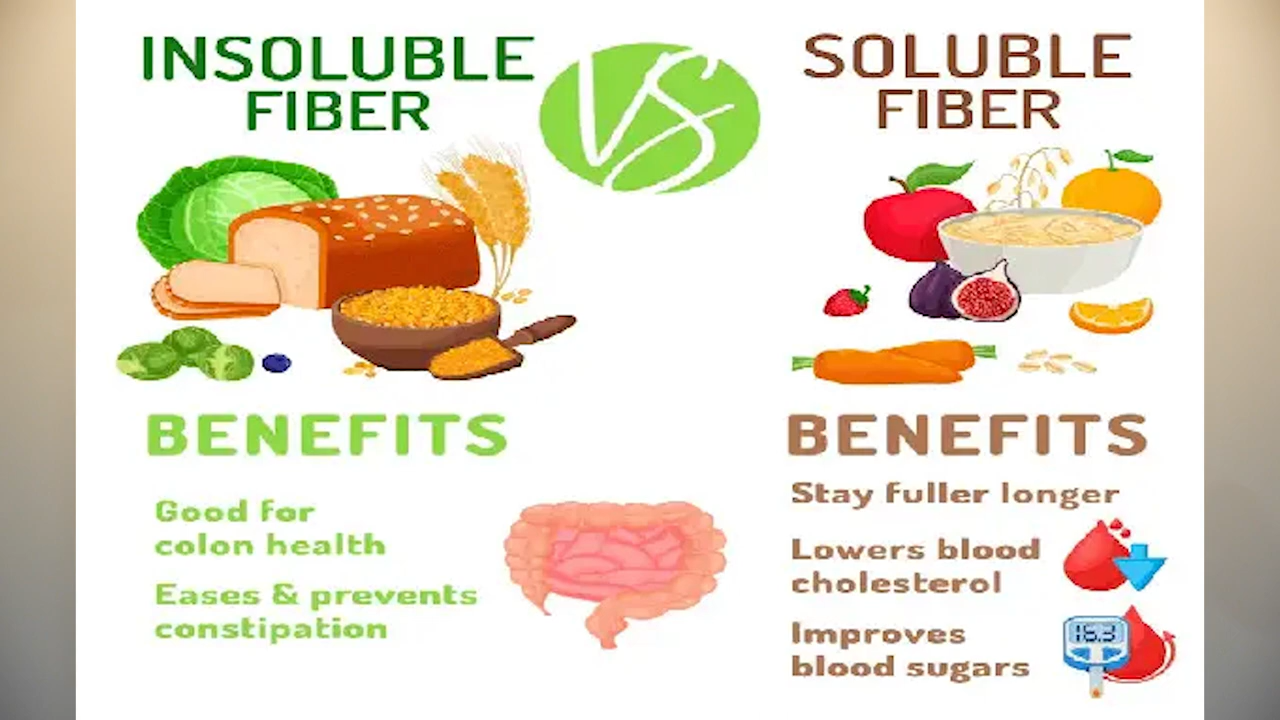 INSOLUBLE
FIBER
VS
SOLUBLE
FIBER
BENEFITS
Good for
colon health
Eases & prevents
constipation
BENEFITS
Stay fuller longer
Lowers blood
cholesterol
Improves
blood sugars
16.3